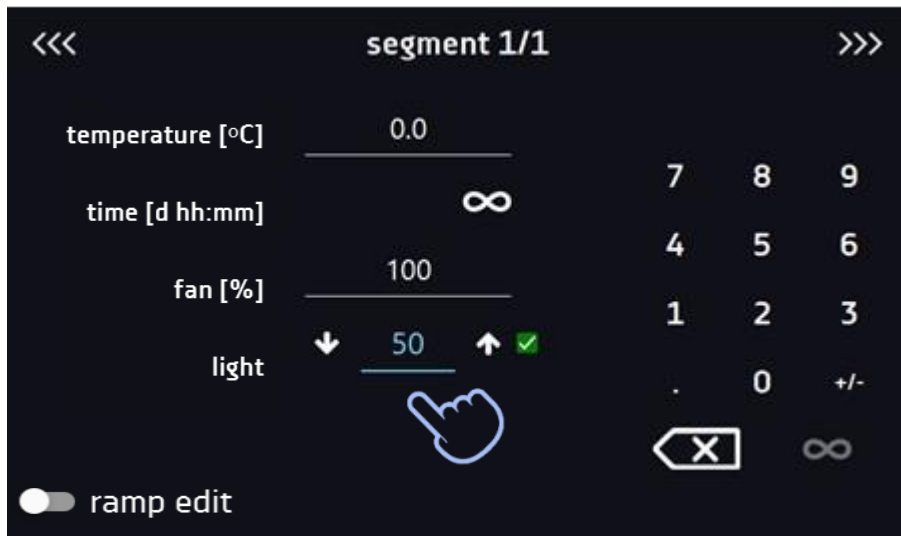 <<< segment 1/1 >>>
temperature [°C] 0.0
time [d hh:mm] ∞
fan [%] 100
light 50
7 8 9
4 5 6
1 2 3
. 0 +/-
∞
ramp edit